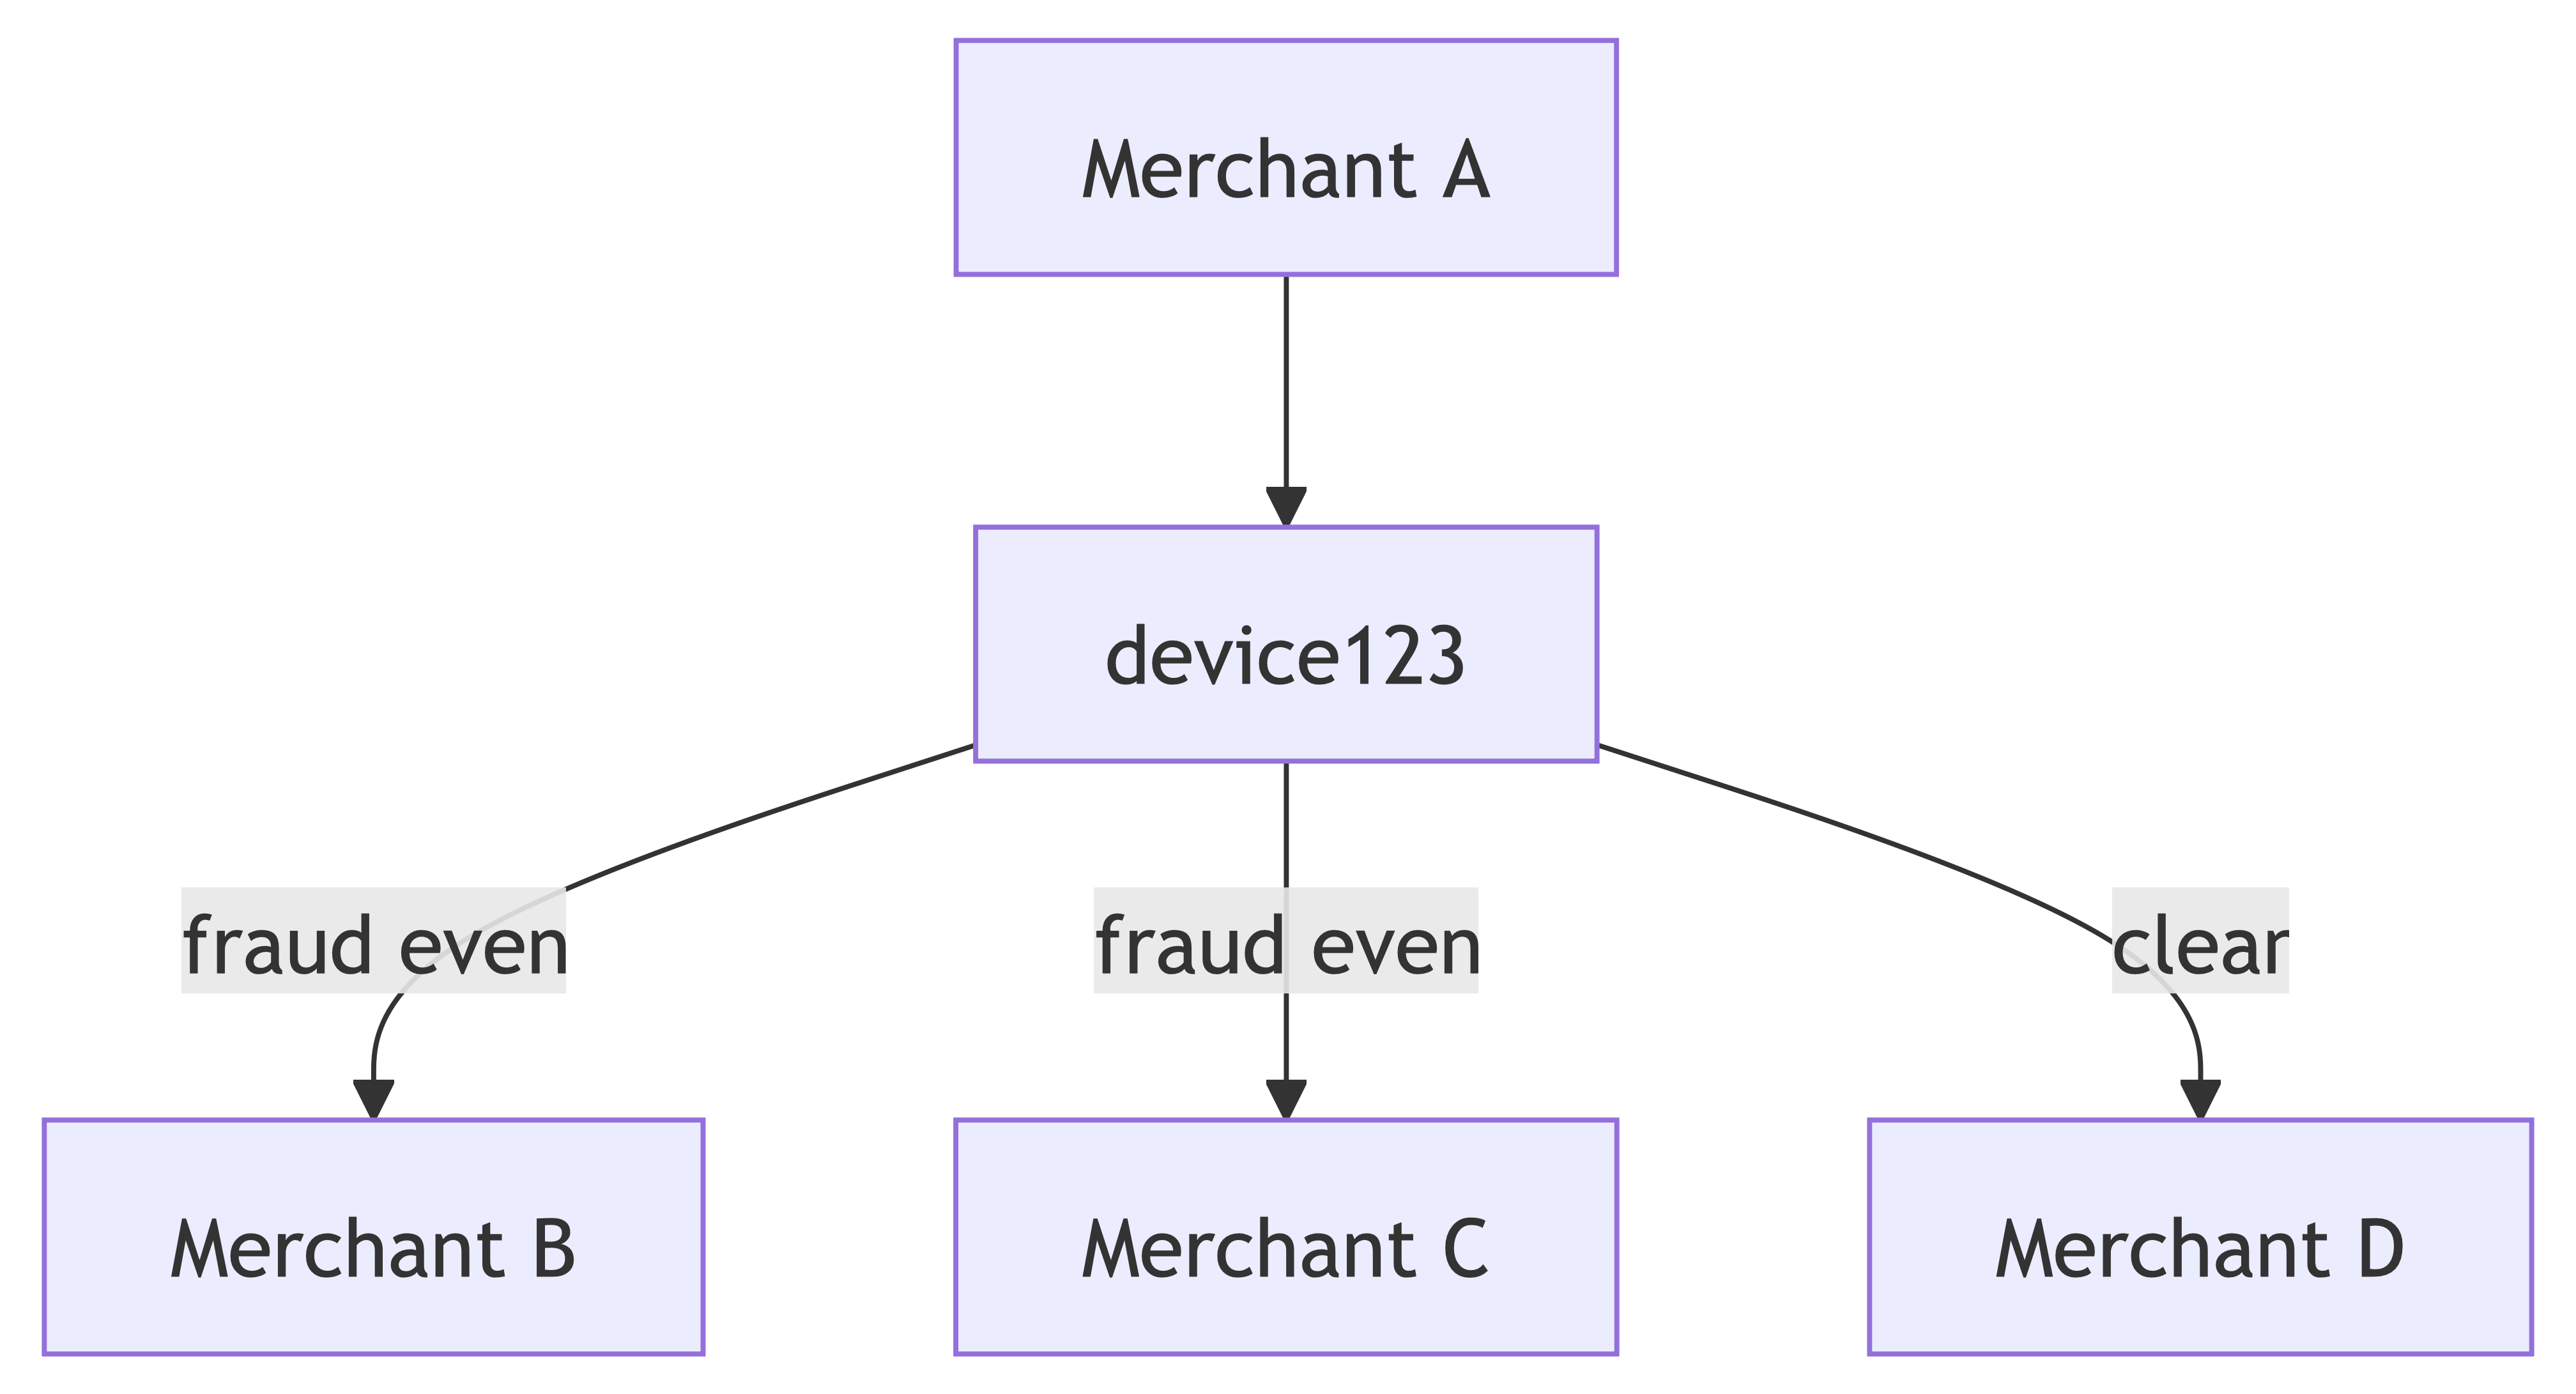 Merchant A
device123
fraud even
fraud even
clear
Merchant B
Merchant C
Merchant D